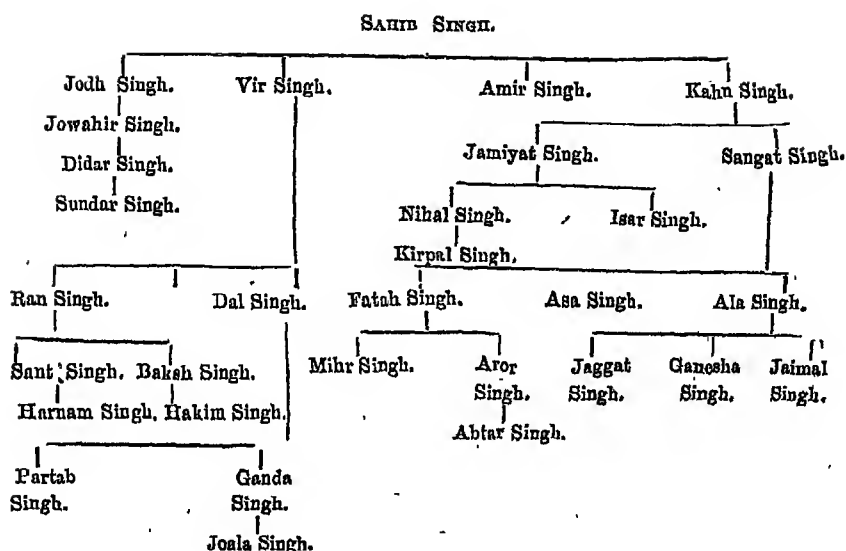 SAHIB SINGH.
Jodh Singh. Vir Singh. Amir Singh. Kahn Singh.
Jowahir Singh.
Jamiyat Singh. Sangat Singh.
Didar Singh.
Sundar Singh.
Nihal Singh. Isar Singh.
Kirpal Singh.
Ran Singh. Dal Singh. Fatah Singh. Asa Singh. Ala Singh.
Sant Singh. Baksh Singh. Mihr Singh. Aror Jaggat Ganesha Jaimal
Singh. Singh. Singh. Singh.
Harnam Singh. Hakim Singh.
Abtar Singh.
Partab Ganda
Singh. Singh.
Joala Singh.